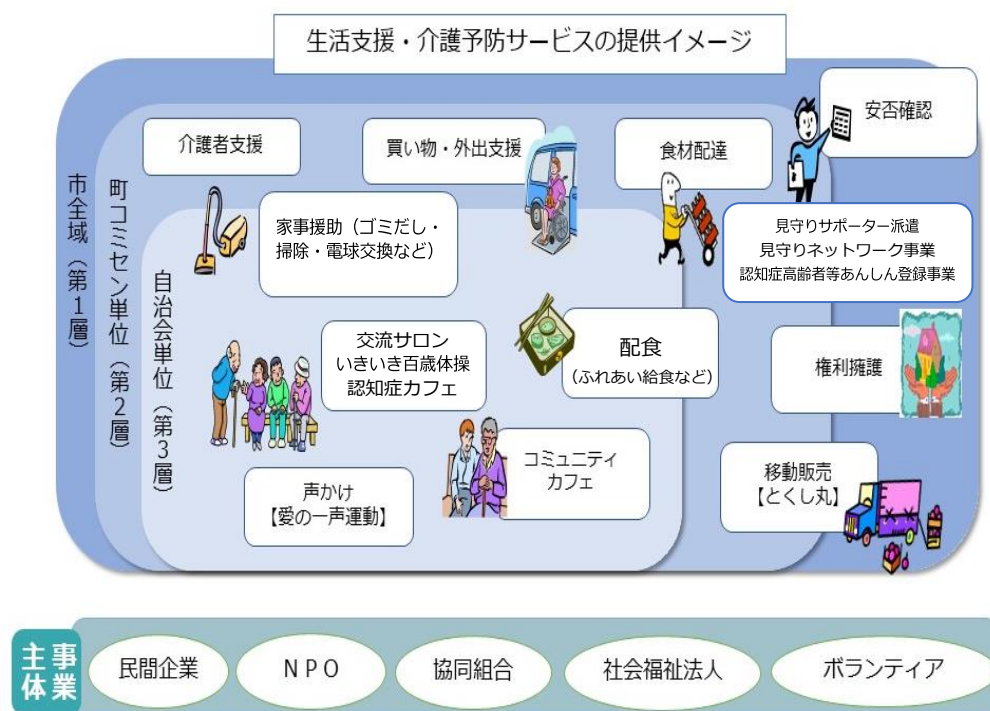 生活支援・介護予防サービスの提供イメージ
市全域（第１層）
町コミセン単位（第２層）
自治会単位（第３層）
介護者支援
買い物・外出支援
食材配達
安否確認
家事援助（ゴミだし・
掃除・電球交換など）
見守りサポーター派遣
見守りネットワーク事業
認知症高齢者等あんしん登録事業
交流サロン
いきいき百歳体操
認知症カフェ
配食
（ふれあい給食など）
権利擁護
コミュニティ
カフェ
声かけ
【愛の一声運動】
移動販売
【とくし丸】
事業
主体
民間企業
ＮＰＯ
協同組合
社会福祉法人
ボランティア